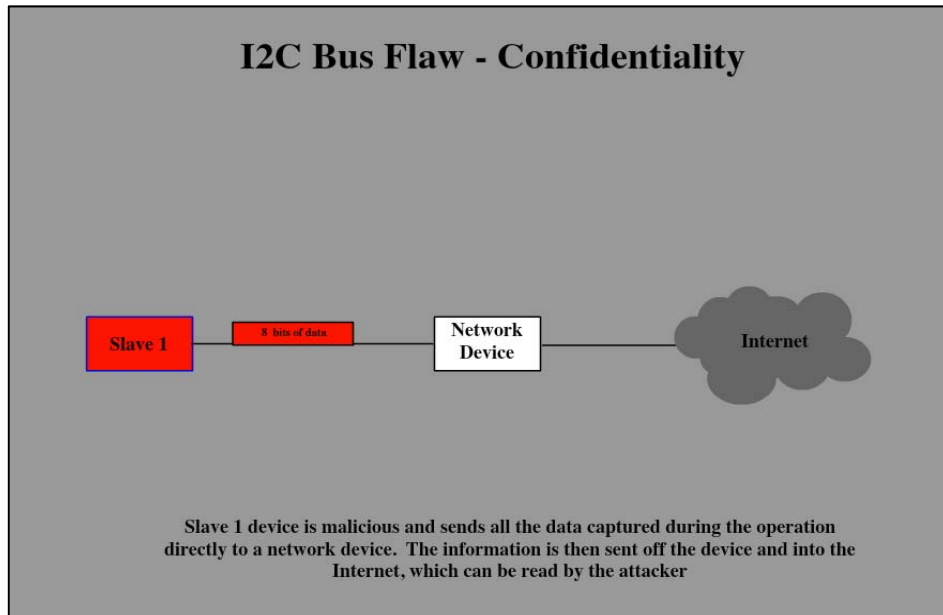 I2C Bus Flaw - Confidentiality
Slave 1
8 bits of data
Network
Device
Internet
Slave 1 device is malicious and sends all the data captured during the operation
directly to a network device. The information is then sent off the device and into the
Internet, which can be read by the attacker